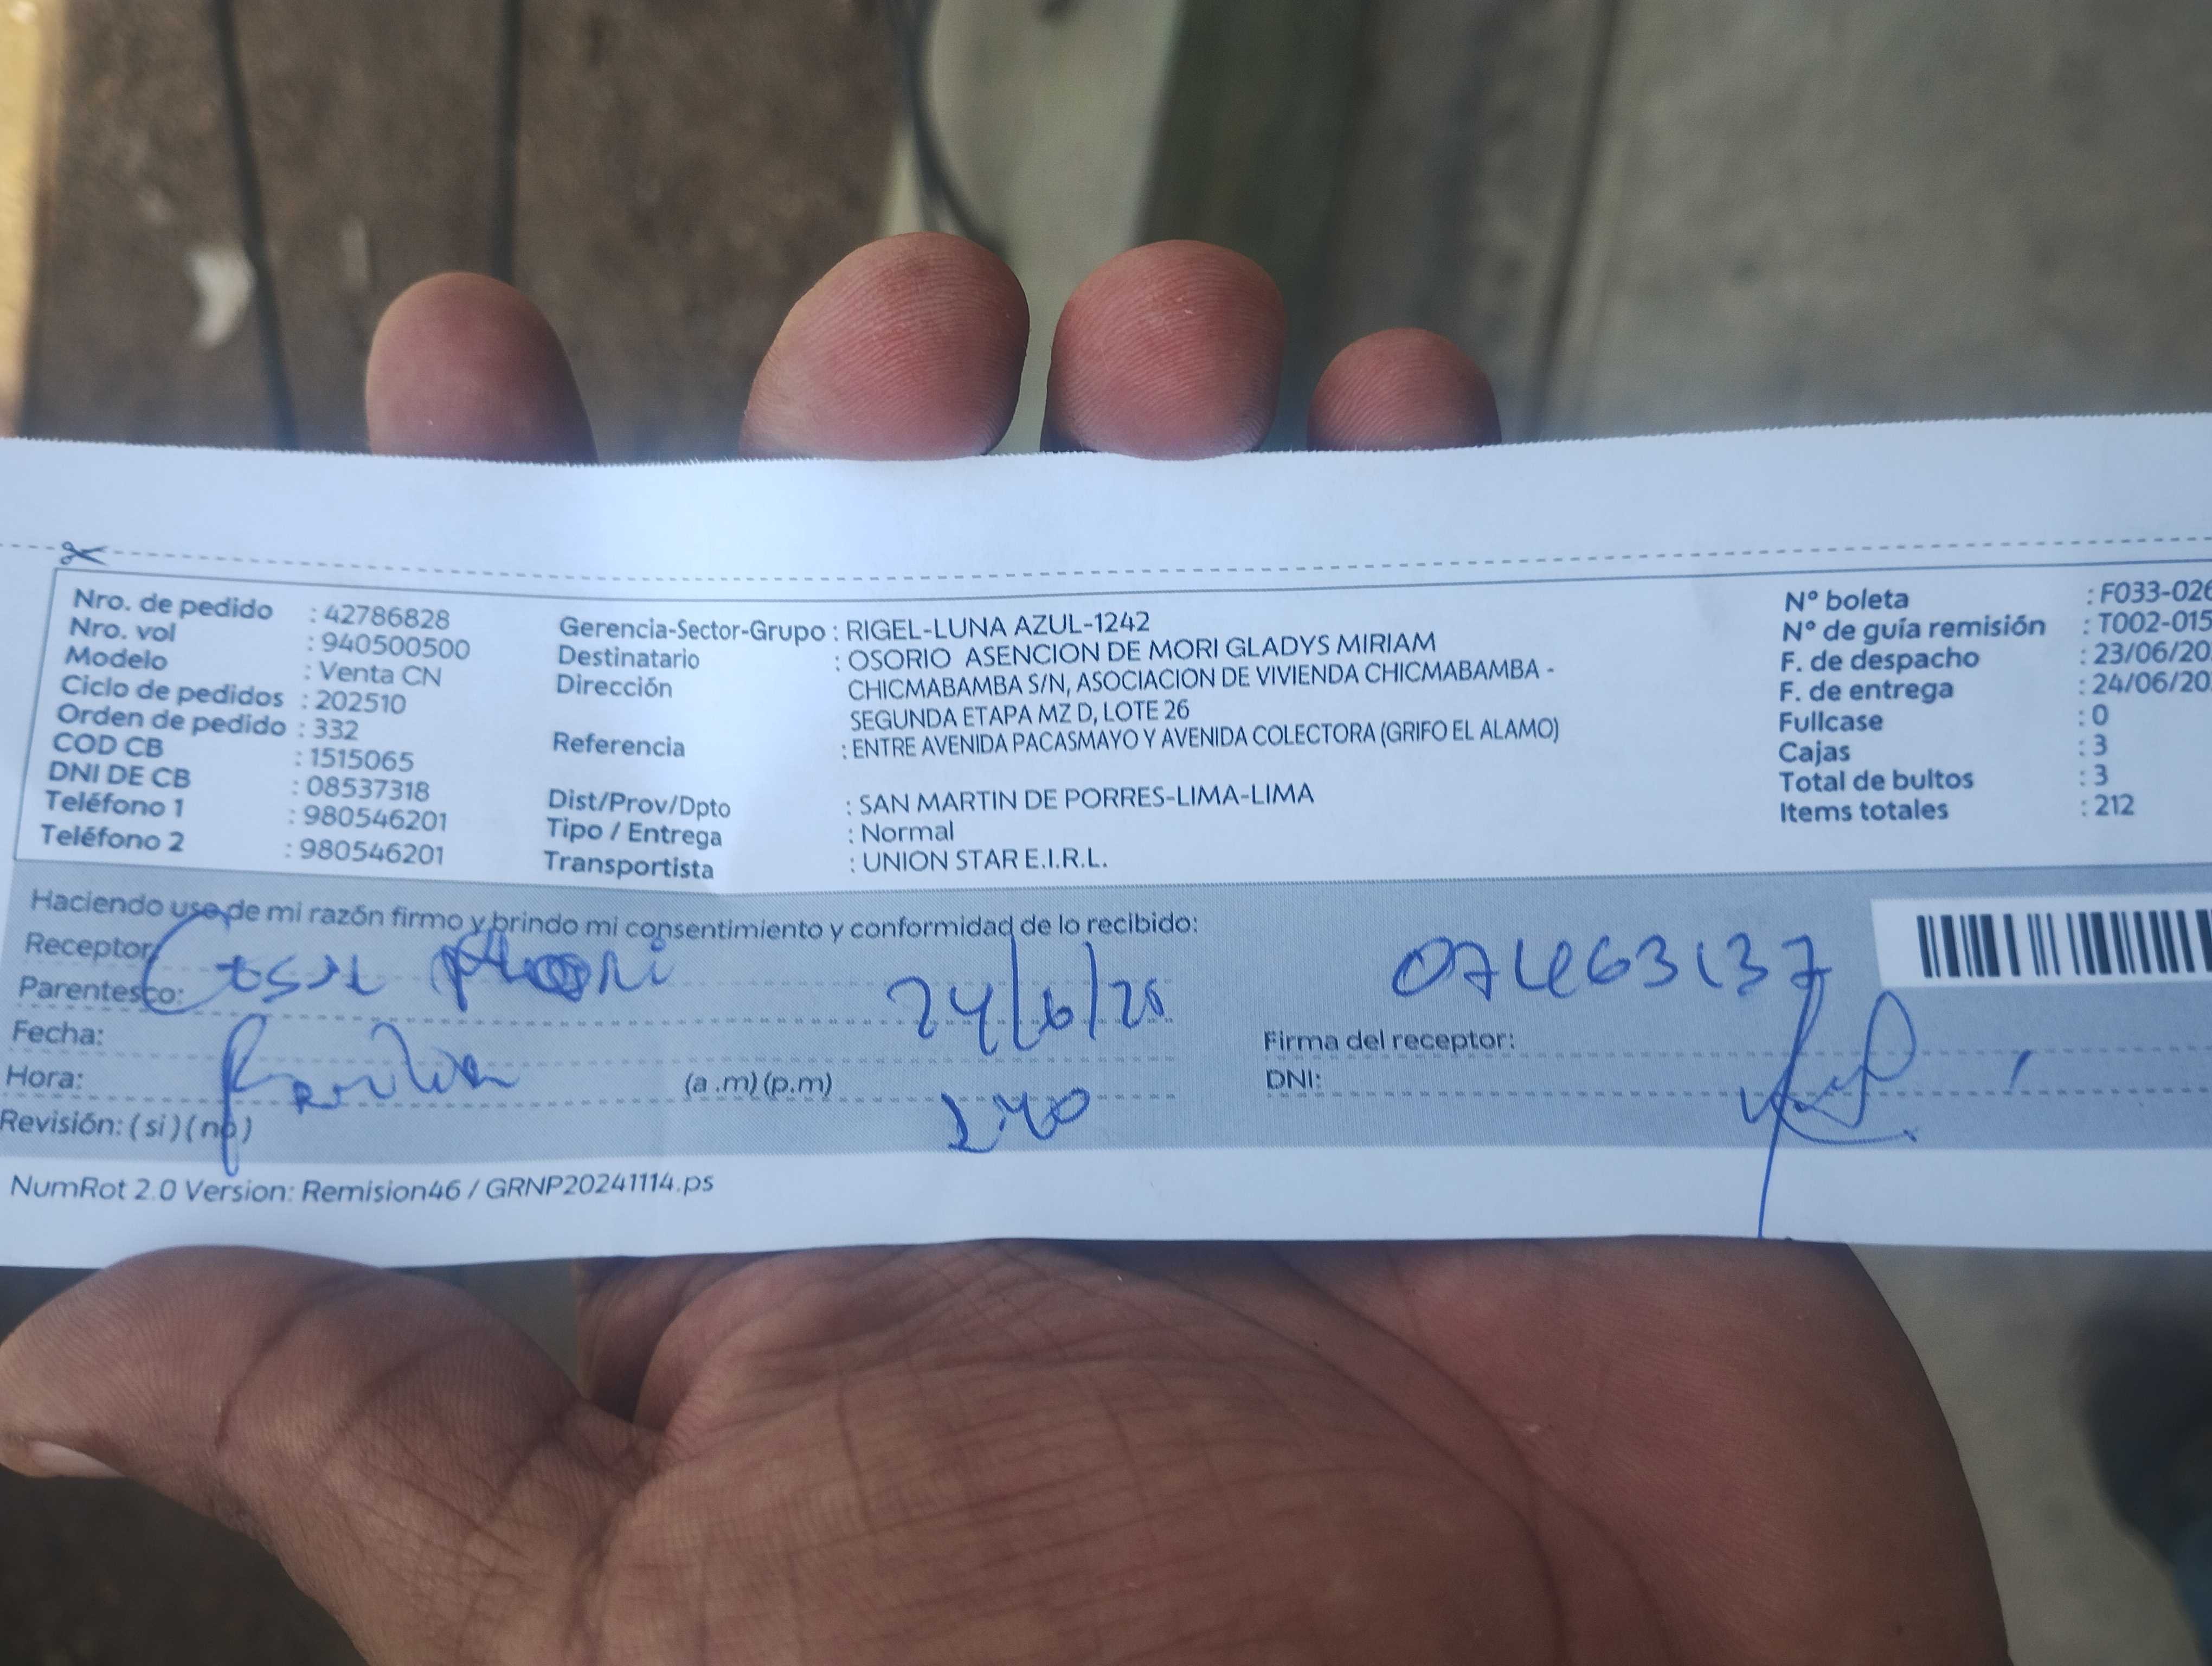 Nro. de pedido : 42786828
Nro. vol : 940500500
Modelo : Venta CN
Ciclo de pedidos : 202510
Orden de pedido : 332
COD CB : 1515065
DNI DE CB : 08537318
Teléfono 1 : 980546201
Teléfono 2 : 980546201
Gerencia-Sector-Grupo : RIGEL-LUNA AZUL-1242
Destinatario : OSORIO ASENCION DE MORI GLADYS MIRIAM
Dirección CHICMABAMBA S/N, ASOCIACION DE VIVIENDA CHICMABAMBA -
SEGUNDA ETAPA MZ D, LOTE 26
Referencia : ENTRE AVENIDA PACASMAYO Y AVENIDA COLECTORA (GRIFO EL ALAMO)
Dist/Prov/Dpto : SAN MARTIN DE PORRES-LIMA-LIMA
Tipo / Entrega : Normal
Transportista : UNION STAR E.I.R.L.
N° boleta : F033-026
N° de guía remisión : T002-015
F. de despacho : 23/06/20
F. de entrega : 24/06/20
Fullcase : 0
Cajas : 3
Total de bultos : 3
Items totales : 212
Haciendo uso de mi razón firmo y brindo mi consentimiento y conformidad de lo recibido:
Receptor
Parentesco: 24/6/25 07463137
Fecha: Firma del receptor:
Hora: (a .m) (p.m) DNI:
Revisión: ( si ) ( no )
NumRot 2.0 Version: Remision46 / GRNP20241114.ps